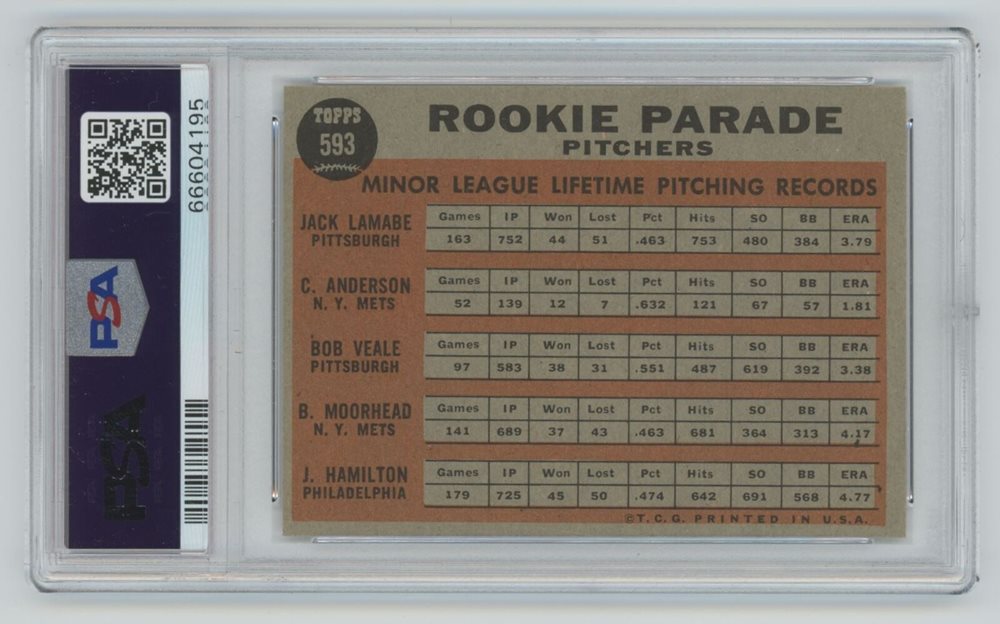 66604195
PSA
PSA
TOPPS
593
ROOKIE PARADE
PITCHERS
MINOR LEAGUE LIFETIME PITCHING RECORDS
JACK LAMABE
PITTSBURGH
Games IP Won Lost Pct Hits SO BB ERA
163 752 44 51 .463 753 480 384 3.79
C. ANDERSON
N. Y. METS
Games IP Won Lost Pct Hits SO BB ERA
52 139 12 7 .632 121 67 57 1.81
BOB VEALE
PITTSBURGH
Games IP Won Lost Pct Hits SO BB ERA
97 583 38 31 .551 487 619 392 3.38
B. MOORHEAD
N. Y. METS
Games IP Won Lost Pct Hits SO BB ERA
141 689 37 43 .463 681 364 313 4.17
J. HAMILTON
PHILADELPHIA
Games IP Won Lost Pct Hits SO BB ERA
179 725 45 50 .474 642 691 568 4.77
©T.C.G. PRINTED IN U.S.A.